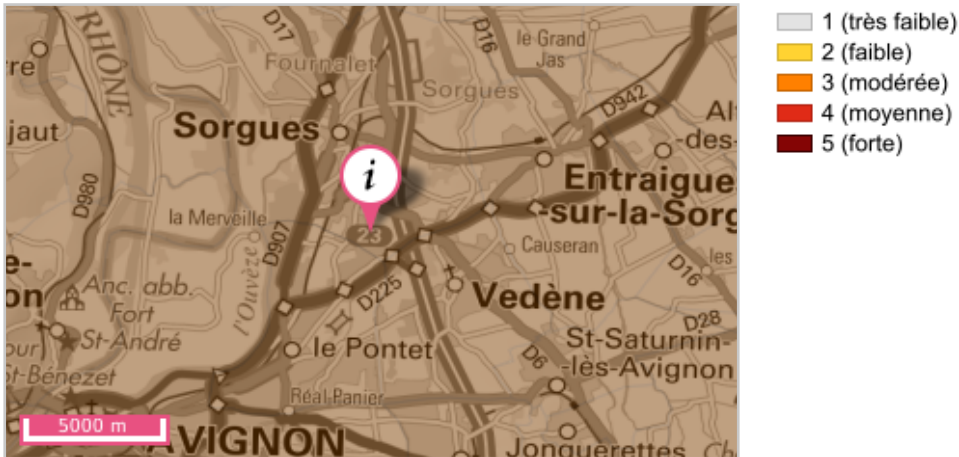 D17
D16
le Grand
Jas
RHÔNE
Fournalet
Sorgues
D942
Sorgues
jaut
-des-
i
D980
Entraigue
-sur-la-Sorg
la Merveille
23
D907
l'Ouvèze
Causeran
les
D16
Anc. abb.
Fort
D225
Vedène
St-André
le Pontet
D28
St-Saturnin-
-lès-Avignon
D6
St-Bénezet
Réal Panier
5000 m
AVIGNON
Jonquerettes
1 (très faible)
2 (faible)
3 (modérée)
4 (moyenne)
5 (forte)